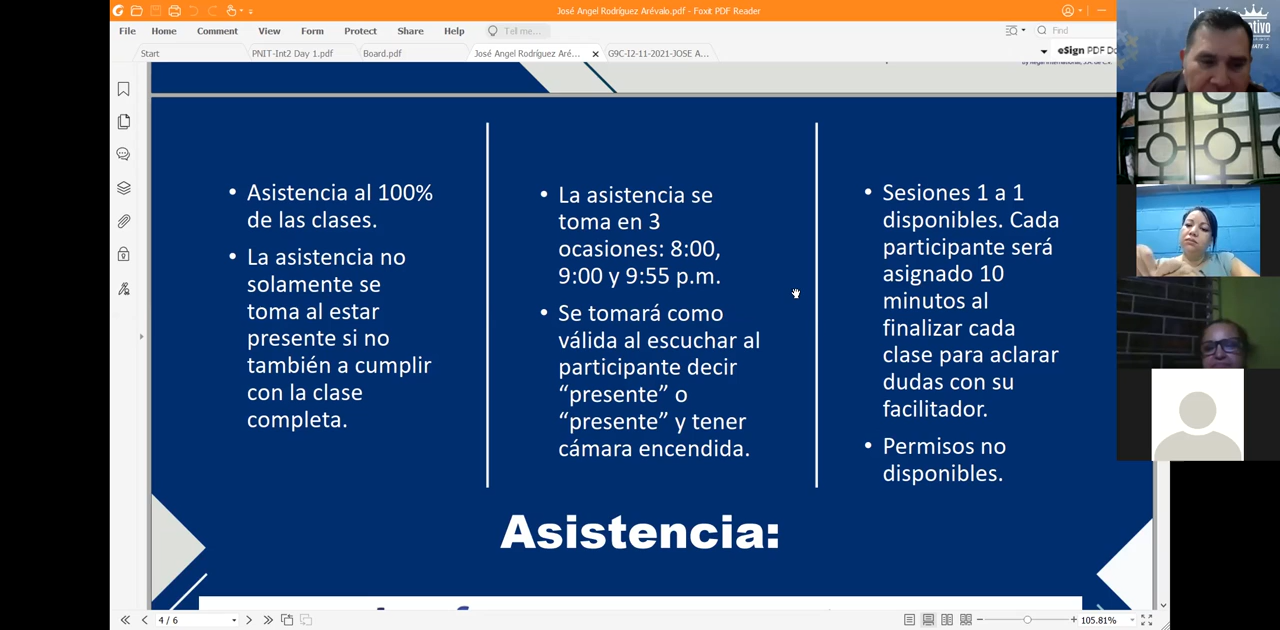 José Angel Rodríguez Arévalo.pdf - Foxit PDF Reader
File Home Comment View Form Protect Share Help Tell me... Find
Start PNIT-Int2 Day 1.pdf Board.pdf José Angel Rodríguez Aré... G9C-I2-11-2021-JOSE A... eSign PDF Do
Asistencia al 100%
de las clases.
La asistencia no
solamente se
toma al estar
presente si no
también a cumplir
con la clase
completa.
La asistencia se
toma en 3
ocasiones: 8:00,
9:00 y 9:55 p.m.
Se tomará como
válida al escuchar al
participante decir
“presente” o
“presente” y tener
cámara encendida.
Sesiones 1 a 1
disponibles. Cada
participante será
asignado 10
minutos al
finalizar cada
clase para aclarar
dudas con su
facilitador.
Permisos no
disponibles.
Asistencia:
4 / 6 105.81%